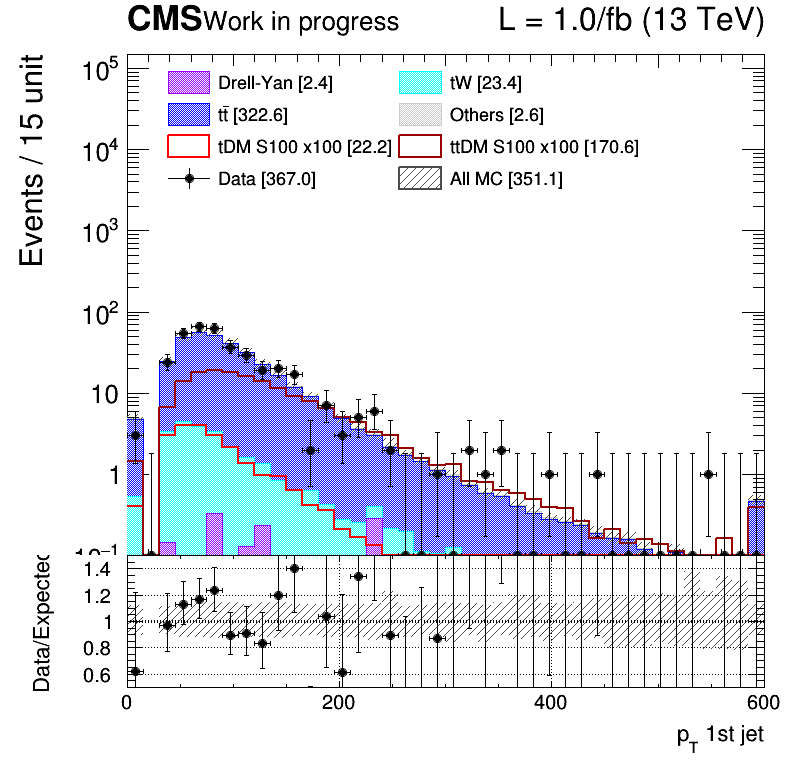 CMS Work in progress L = 1.0/fb (13 TeV)
Events / 15 unit
10⁵
10⁴
10³
10²
10
1
10⁻¹
Drell-Yan [2.4] tW [23.4]
tt̄ [322.6] Others [2.6]
tDM S100 x100 [22.2] ttDM S100 x100 [170.6]
Data [367.0] All MC [351.1]
Data/Expected
1.4
1.2
1
0.8
0.6
0 200 400 600
p_T 1st jet